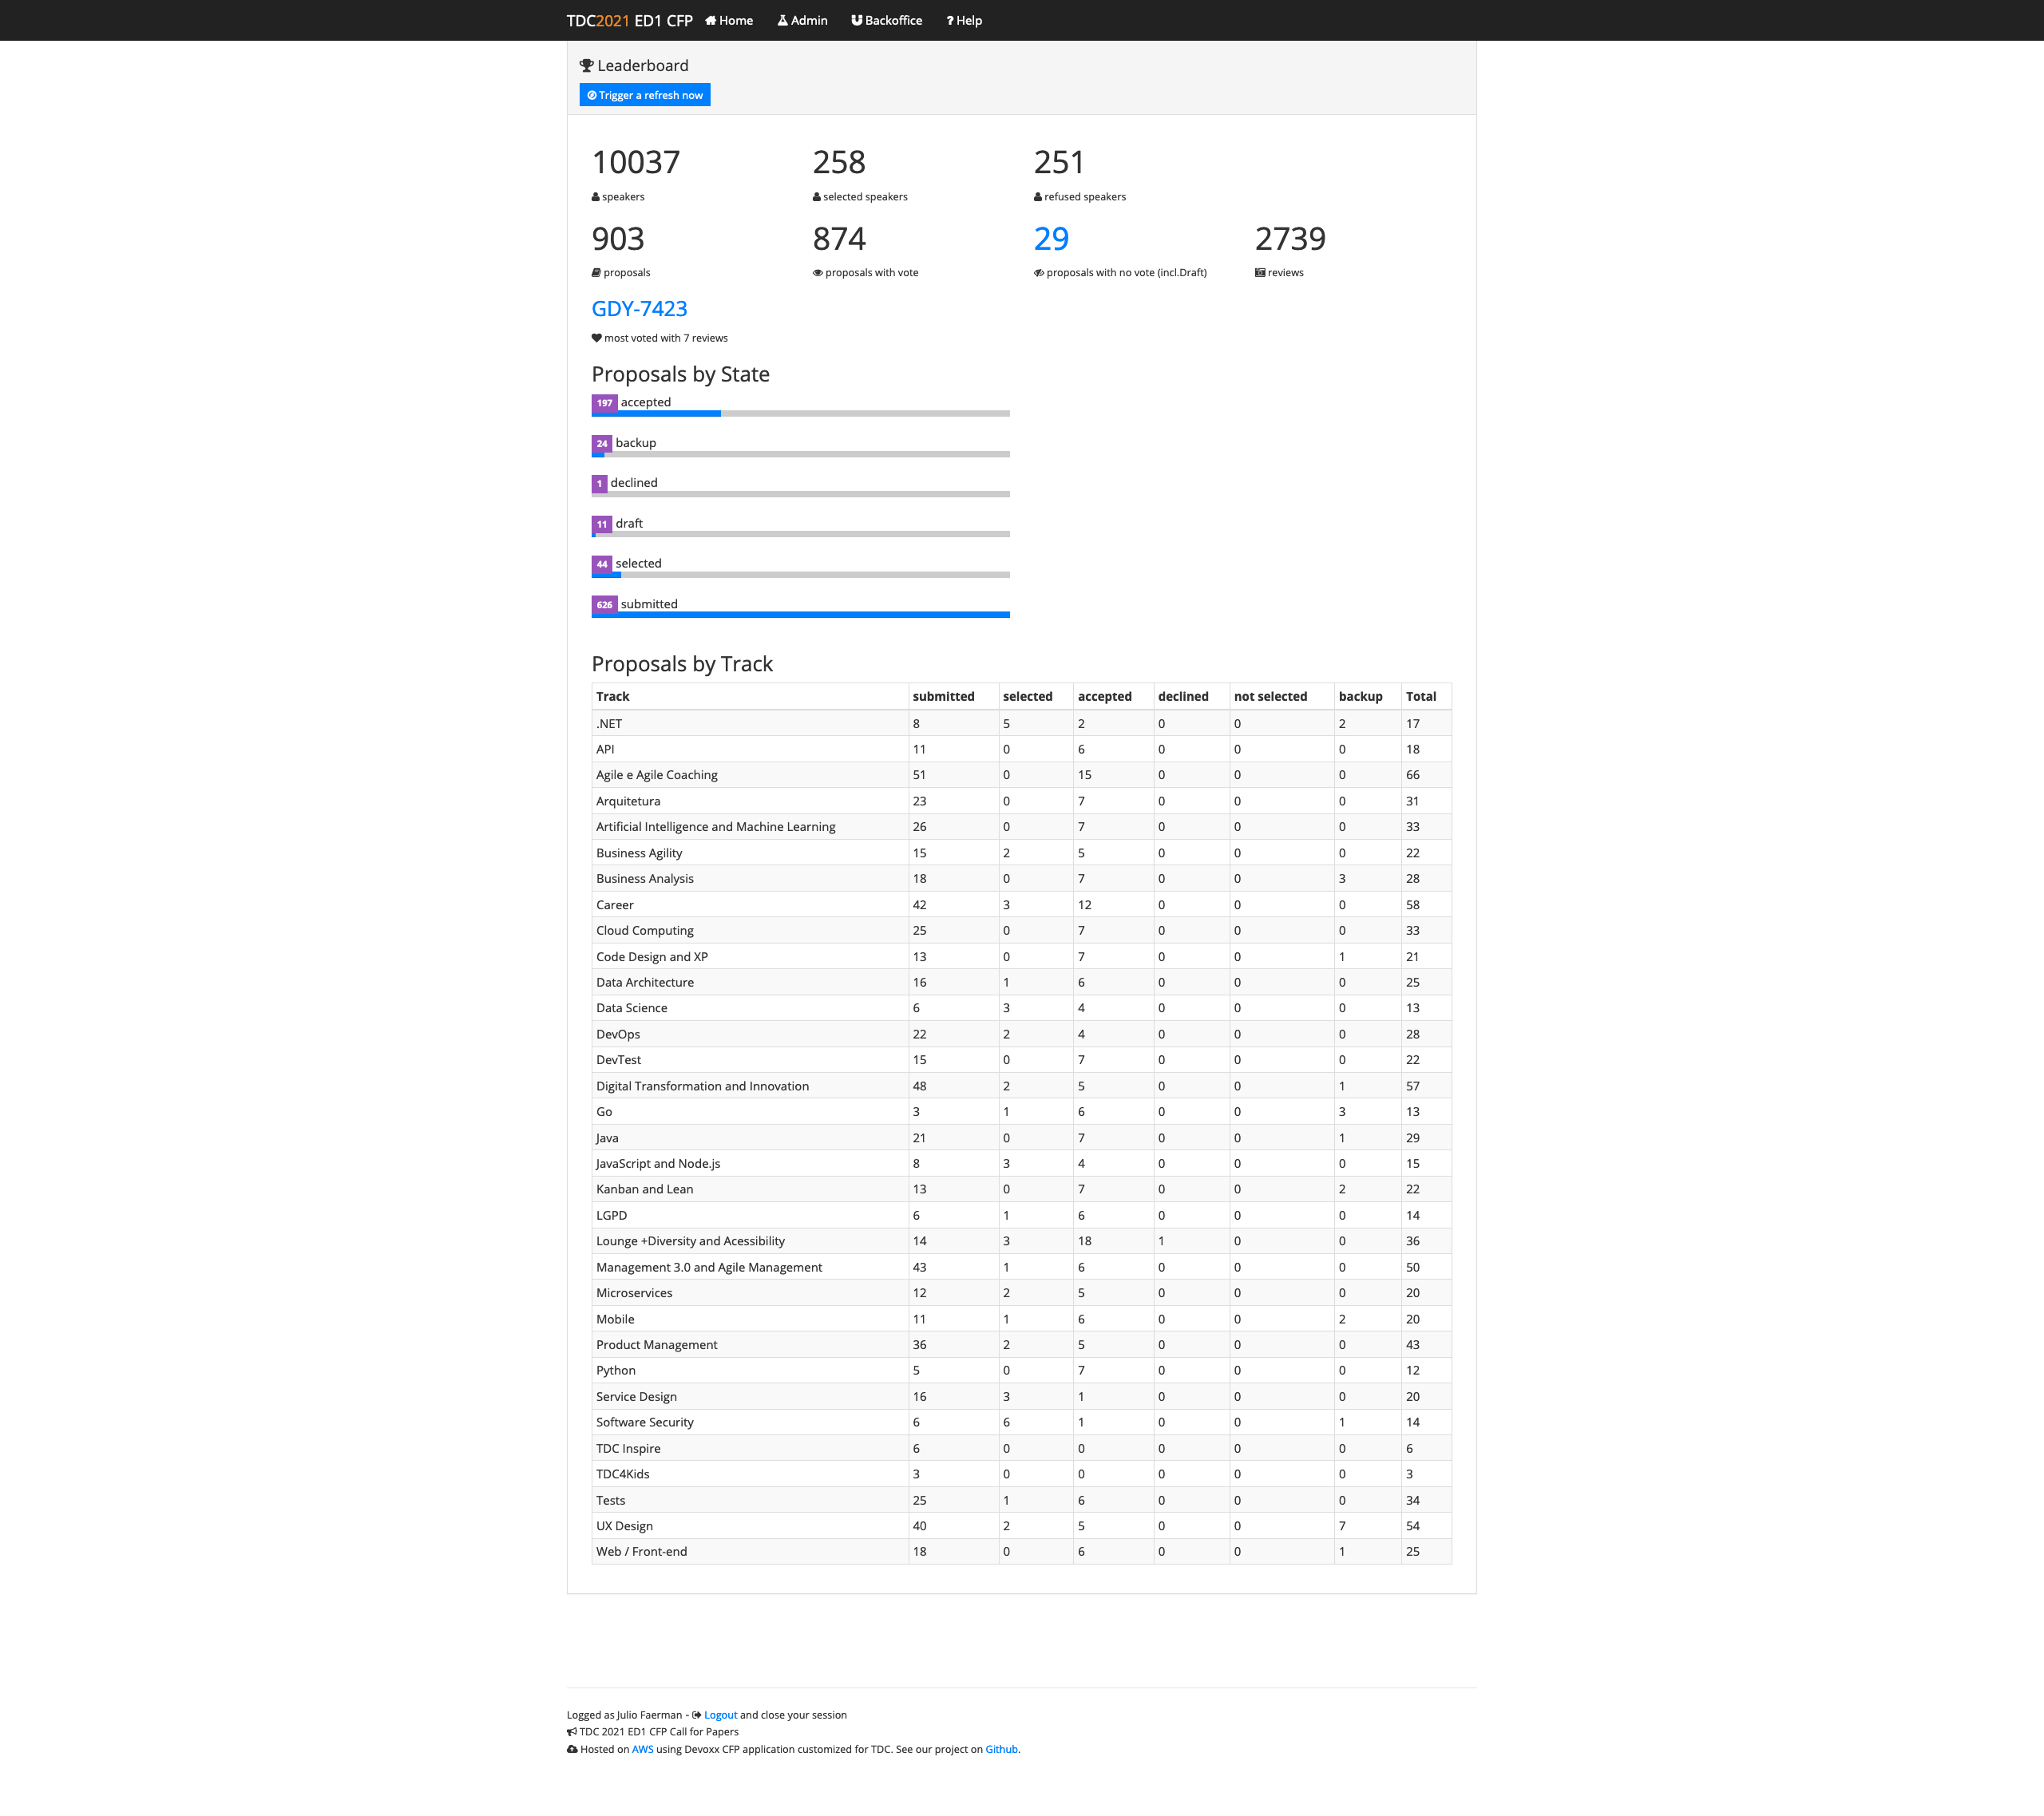 TDC2021 ED1 CFP Home Admin Backoffice Help
Leaderboard
Trigger a refresh now
10037 258 251
speakers selected speakers refused speakers
903 874 29 2739
proposals proposals with vote proposals with no vote (incl.Draft) reviews
GDY-7423
most voted with 7 reviews
Proposals by State
197 accepted
24 backup
1 declined
11 draft
44 selected
626 submitted
Proposals by Track
Track submitted selected accepted declined not selected backup Total
.NET 8 5 2 0 0 2 17
API 11 0 6 0 0 0 18
Agile e Agile Coaching 51 0 15 0 0 0 66
Arquitetura 23 0 7 0 0 0 31
Artificial Intelligence and Machine Learning 26 0 7 0 0 0 33
Business Agility 15 2 5 0 0 0 22
Business Analysis 18 0 7 0 0 3 28
Career 42 3 12 0 0 0 58
Cloud Computing 25 0 7 0 0 0 33
Code Design and XP 13 0 7 0 0 1 21
Data Architecture 16 1 6 0 0 0 25
Data Science 6 3 4 0 0 0 13
DevOps 22 2 4 0 0 0 28
DevTest 15 0 7 0 0 0 22
Digital Transformation and Innovation 48 2 5 0 0 1 57
Go 3 1 6 0 0 3 13
Java 21 0 7 0 0 1 29
JavaScript and Node.js 8 3 4 0 0 0 15
Kanban and Lean 13 0 7 0 0 2 22
LGPD 6 1 6 0 0 0 14
Lounge +Diversity and Acessibility 14 3 18 1 0 0 36
Management 3.0 and Agile Management 43 1 6 0 0 0 50
Microservices 12 2 5 0 0 0 20
Mobile 11 1 6 0 0 2 20
Product Management 36 2 5 0 0 0 43
Python 5 0 7 0 0 0 12
Service Design 16 3 1 0 0 0 20
Software Security 6 6 1 0 0 1 14
TDC Inspire 6 0 0 0 0 0 6
TDC4Kids 3 0 0 0 0 0 3
Tests 25 1 6 0 0 0 34
UX Design 40 2 5 0 0 7 54
Web / Front-end 18 0 6 0 0 1 25
Logged as Julio Faerman - Logout and close your session
TDC 2021 ED1 CFP Call for Papers
Hosted on AWS using Devoxx CFP application customized for TDC. See our project on Github.